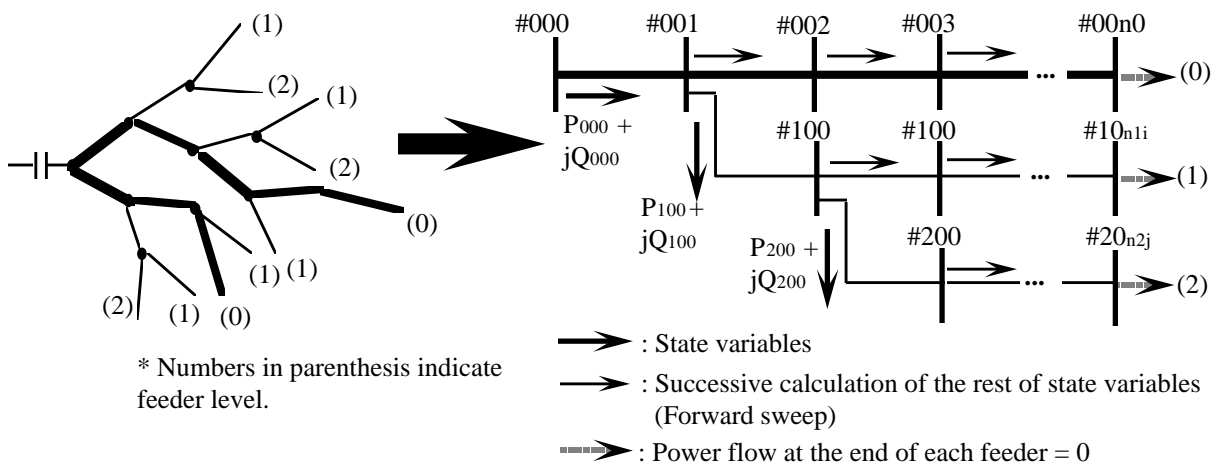 (1)
(2)
(1)
(2)
(0)
(1)
(1)
(2)
(1)
(0)
* Numbers in parenthesis indicate
feeder level.
#000
#001
#002
#003
#00n0
(0)
P000 +
jQ000
#100
#100
#10n1i
(1)
P100 +
jQ100
P200 +
jQ200
#200
#20n2j
(2)
...
...
...
: State variables
: Successive calculation of the rest of state variables
(Forward sweep)
: Power flow at the end of each feeder = 0